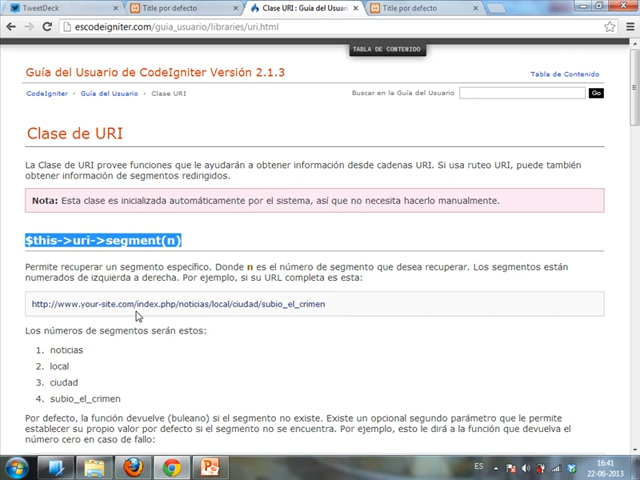 TweetDeck
Título por defecto
Clase URI : Guía del Usuari
Título por defecto
escodeigniter.com/guia_usuario/libraries/uri.html
TABLA DE CONTENIDO
Guía del Usuario de CodeIgniter Versión 2.1.3
Tabla de Contenido
CodeIgniter › Guía del Usuario › Clase URI
Buscar en la Guía del Usuario
Go
Clase de URI
La Clase de URI provee funciones que le ayudarán a obtener información desde cadenas URI. Si usa ruteo URI, puede también
obtener información de segmentos redirigidos.
Nota: Esta clase es inicializada automáticamente por el sistema, así que no necesita hacerlo manualmente.
$this->uri->segment(n)
Permite recuperar un segmento específico. Donde n es el número de segmento que desea recuperar. Los segmentos están
numerados de izquierda a derecha. Por ejemplo, si su URL completa es esta:
http://www.your-site.com/index.php/noticias/local/ciudad/subio_el_crimen
Los números de segmentos serán estos:
1. noticias
2. local
3. ciudad
4. subio_el_crimen
Por defecto, la función devuelve (buleano) si el segmento no existe. Existe un opcional segundo parámetro que le permite
establecer su propio valor por defecto si el segmento no se encuentra. Por ejemplo, esto le dirá a la función que devuelva el
número cero en caso de fallo:
ES
16:41
22-06-2013